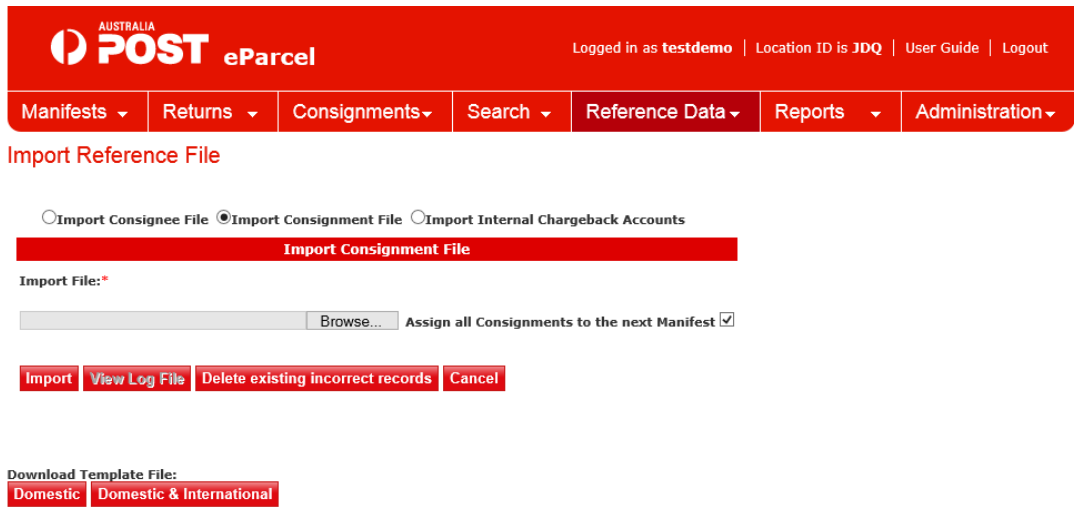 AUSTRALIA
POST eParcel
Logged in as testdemo | Location ID is JDQ | User Guide | Logout
Manifests Returns Consignments Search Reference Data Reports Administration
Import Reference File
Import Consignee File Import Consignment File Import Internal Chargeback Accounts
Import Consignment File
Import File:*
Browse... Assign all Consignments to the next Manifest
Import View Log File Delete existing incorrect records Cancel
Download Template File:
Domestic Domestic & International